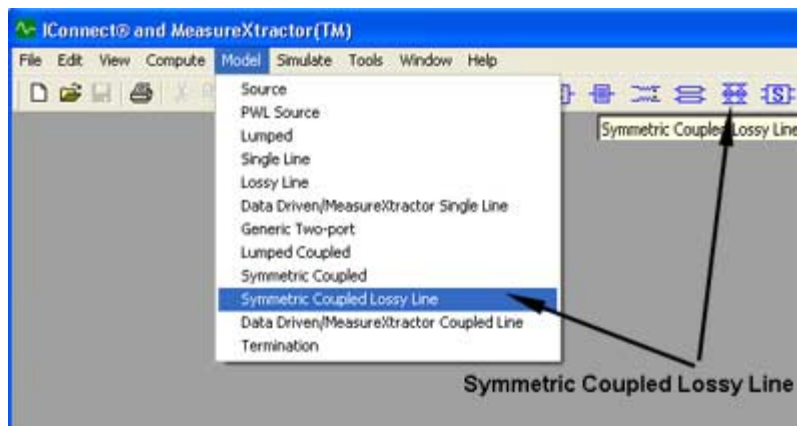 IConnect® and MeasureXtractor(TM)
File Edit View Compute Model Simulate Tools Window Help
Source
PWL Source
Lumped
Single Line
Lossy Line
Data Driven/MeasureXtractor Single Line
Generic Two-port
Lumped Coupled
Symmetric Coupled
Symmetric Coupled Lossy Line
Data Driven/MeasureXtractor Coupled Line
Termination
S
Symmetric Coupled Lossy Line
Symmetric Coupled Lossy Line